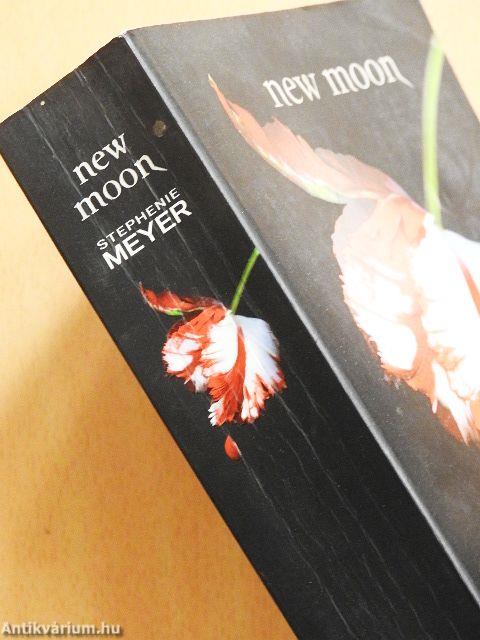 new moon
new
moon
STEPHENIE
MEYER
Antikvárium.hu